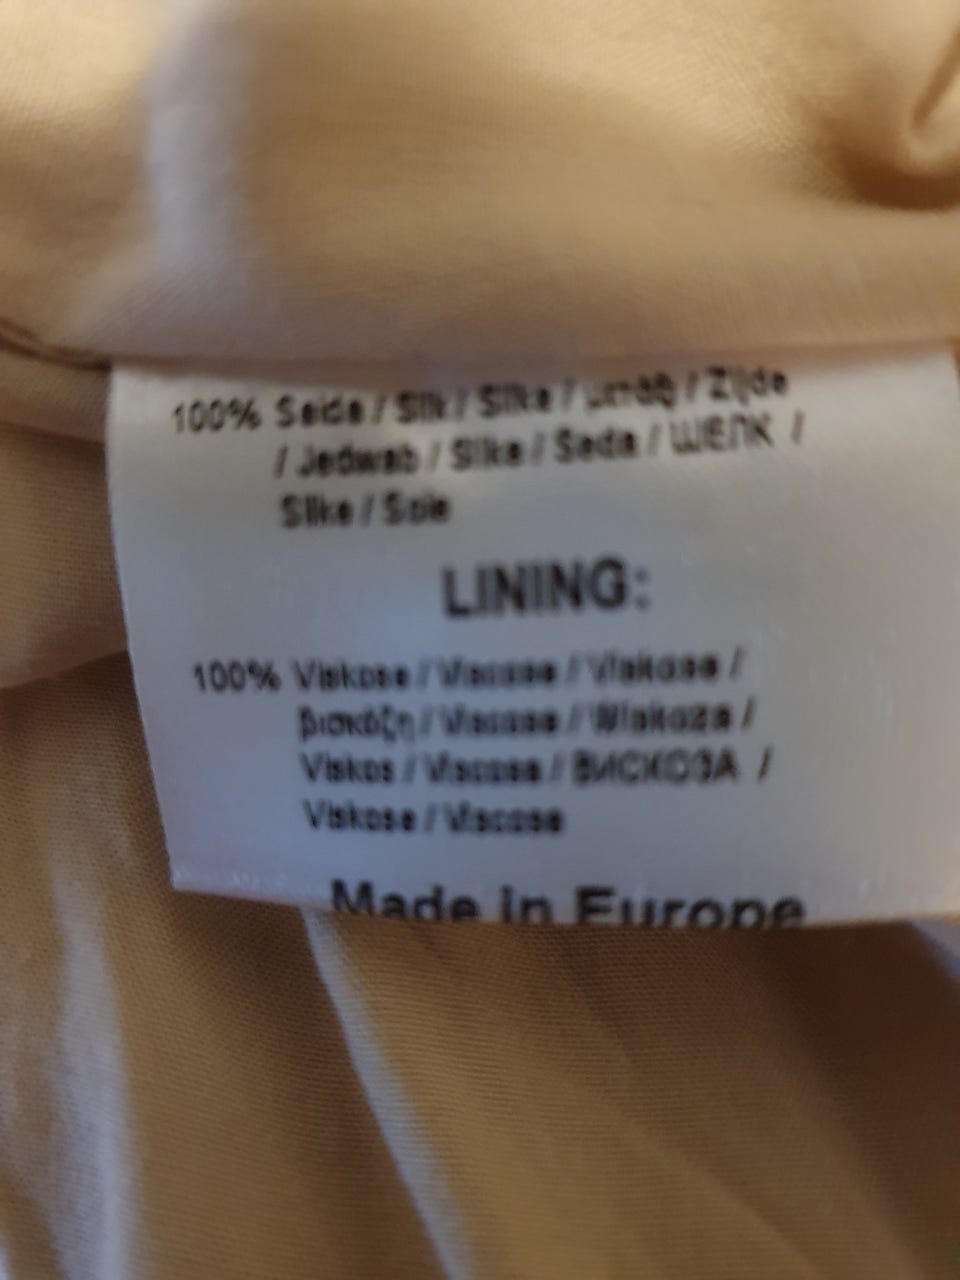 100% Seide / Silk / Silke / / Zijde
/ Jedwab / Silke / Seda / ШЕЛК /
Silke / Soie
LINING:
100% Viskose / Viscose / Viskose /
βισκόζη / Viscose / Wiskoza /
Viskos / Viscosa / ВИСКОЗА /
Viskose / Viscose
Made in Europe